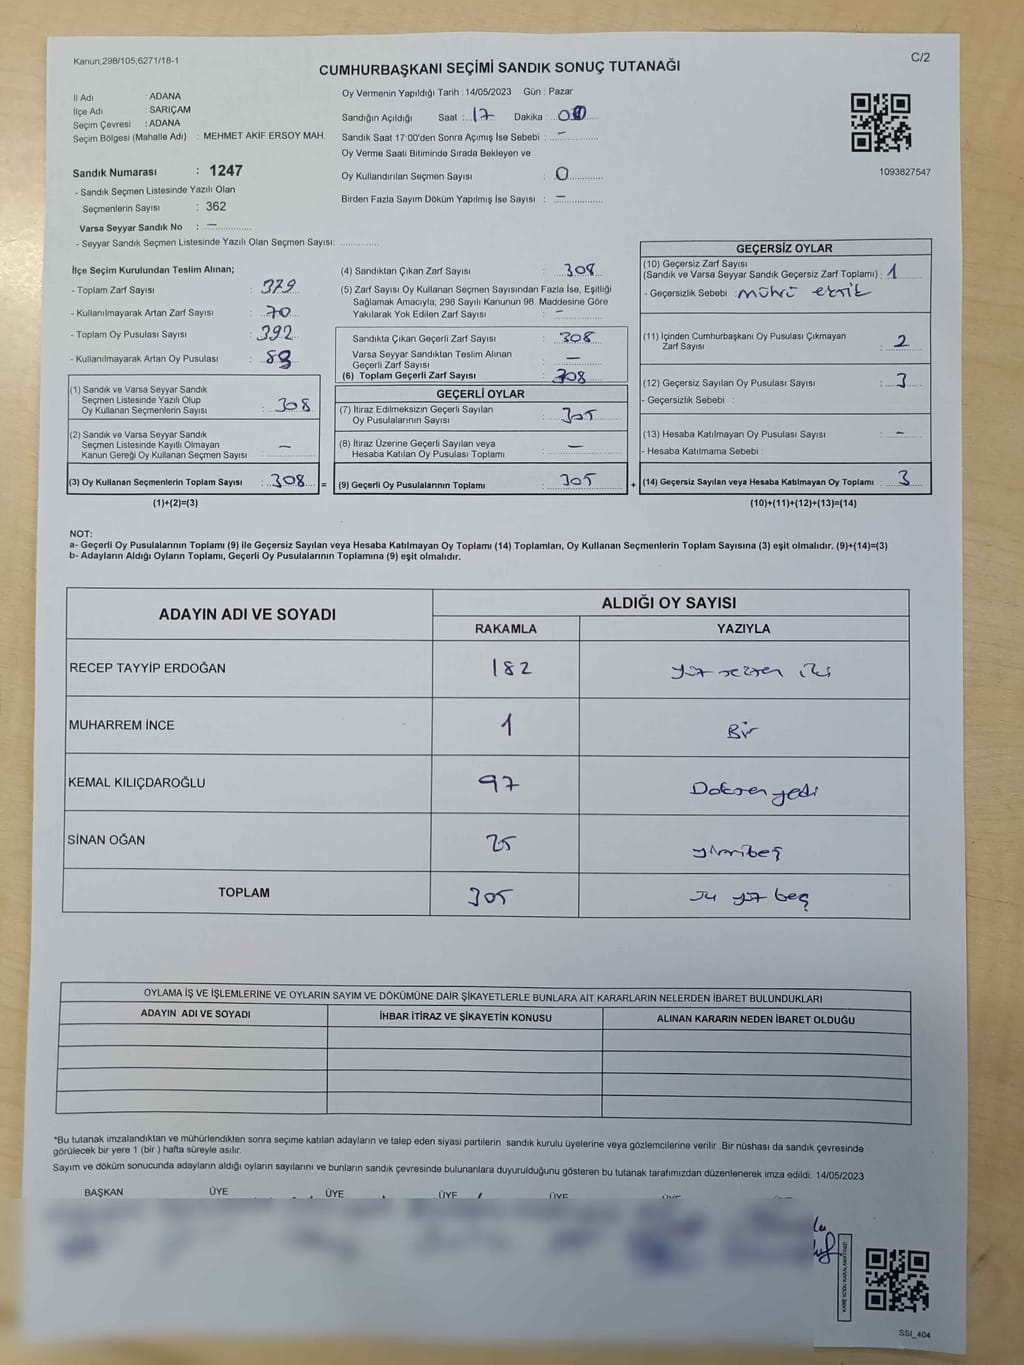 Kanun,298/105;6271/18-1
C/2
CUMHURBAŞKANI SEÇİMİ SANDIK SONUÇ TUTANAĞI
İl Adı : ADANA
İlçe Adı : SARIÇAM
Seçim Çevresi : ADANA
Seçim Bölgesi (Mahalle Adı) : MEHMET AKİF ERSOY MAH.
Sandık Numarası : 1247
- Sandık Seçmen Listesinde Yazılı Olan
Seçmenlerin Sayısı : 362
Varsa Seyyar Sandık No : –
- Seyyar Sandık Seçmen Listesinde Yazılı Olan Seçmen Sayısı:
Oy Vermenin Yapıldığı Tarih : 14/05/2023 Gün : Pazar
Sandığın Açıldığı Saat : 17 Dakika : 00
Sandık Saat 17:00'den Sonra Açımış İse Sebebi : –
Oy Verme Saati Bitiminde Sırada Bekleyen ve
Oy Kullandırılan Seçmen Sayısı : 0
Birden Fazla Sayım Döküm Yapılmış İse Sayısı : –
1093827547
İlçe Seçim Kurulundan Teslim Alınan;
- Toplam Zarf Sayısı : 379
- Kullanılmayarak Artan Zarf Sayısı : 70
- Toplam Oy Pusulası Sayısı : 392
- Kullanılmayarak Artan Oy Pusulası :
(1) Sandık ve Varsa Seyyar Sandık
Seçmen Listesinde Yazılı Olup
Oy Kullanan Seçmenlerin Sayısı : 308
(2) Sandık ve Varsa Seyyar Sandık
Seçmen Listesinde Kayıtlı Olmayan
Kanun Gereği Oy Kullanan Seçmen Sayısı : –
(3) Oy Kullanan Seçmenlerin Toplam Sayısı : 308 =
(1)+(2)=(3)
(4) Sandıktan Çıkan Zarf Sayısı : 308
(5) Zarf Sayısı Oy Kullanan Seçmen Sayısından Fazla İse, Eşitliği
Sağlamak Amacıyla; 298 Sayılı Kanunun 98. Maddesine Göre
Yakılarak Yok Edilen Zarf Sayısı : –
Sandıkta Çıkan Geçerli Zarf Sayısı : 308
Varsa Seyyar Sandıktan Teslim Alınan
Geçerli Zarf Sayısı : –
(6) Toplam Geçerli Zarf Sayısı : 308
GEÇERLİ OYLAR
(7) İtiraz Edilmeksizin Geçerli Sayılan
Oy Pusulalarının Sayısı : 305
(8) İtiraz Üzerine Geçerli Sayılan veya
Hesaba Katılan Oy Pusulası Toplamı : –
(9) Geçerli Oy Pusulalarının Toplamı : 305 +
GEÇERSİZ OYLAR
(10) Geçersiz Zarf Sayısı
(Sandık ve Varsa Seyyar Sandık Geçersiz Zarf Toplamı) : 1
- Geçersizlik Sebebi : mührü eksik
(11) İçinden Cumhurbaşkanı Oy Pusulası Çıkmayan
Zarf Sayısı : 2
(12) Geçersiz Sayılan Oy Pusulası Sayısı : 3
- Geçersizlik Sebebi :
(13) Hesaba Katılmayan Oy Pusulası Sayısı : –
- Hesaba Katılmama Sebebi :
(14) Geçersiz Sayılan veya Hesaba Katılmayan Oy Toplamı : 3
(10)+(11)+(12)+(13)=(14)
NOT:
a- Geçerli Oy Pusulalarının Toplamı (9) ile Geçersiz Sayılan veya Hesaba Katılmayan Oy Toplamı (14) Toplamları, Oy Kullanan Seçmenlerin Toplam Sayısına (3) eşit olmalıdır. (9)+(14)=(3)
b- Adayların Aldığı Oyların Toplamı, Geçerli Oy Pusulalarının Toplamına (9) eşit olmalıdır.
ADAYIN ADI VE SOYADI
ALDIĞI OY SAYISI
RAKAMLA YAZIYLA
RECEP TAYYİP ERDOĞAN 182 yüz seksen iki
MUHARREM İNCE 1 Bir
KEMAL KILIÇDAROĞLU 97 Doksan yedi
SİNAN OĞAN 25 yirmibeş
TOPLAM 305 yüz beş
OYLAMA İŞ VE İŞLEMLERİNE VE OYLARIN SAYIM VE DÖKÜMÜNE DAİR ŞİKAYETLERLE BUNLARA AİT KARARLARIN NELERDEN İBARET BULUNDUKLARI
ADAYIN ADI VE SOYADI İHBAR İTİRAZ VE ŞİKAYETİN KONUSU ALINAN KARARIN NEDEN İBARET OLDUĞU
*Bu tutanak imzalandıktan ve mühürlendikten sonra seçime katılan adayların ve talep eden siyasi partilerin sandık kurulu üyelerine veya gözlemcilerine verilir .Bir nüshası da sandık çevresinde
görülecek bir yere 1 (bir ) hafta süreyle asılır.
Sayım ve döküm sonucunda adayların aldığı oyların sayılarını ve bunların sandık çevresinde bulunanlara duyurulduğunu gösteren bu tutanak tarafımızdan düzenlenerek imza edildi. 14/05/2023
BAŞKAN ÜYE ÜYE ÜYE ÜYE
SSI_404